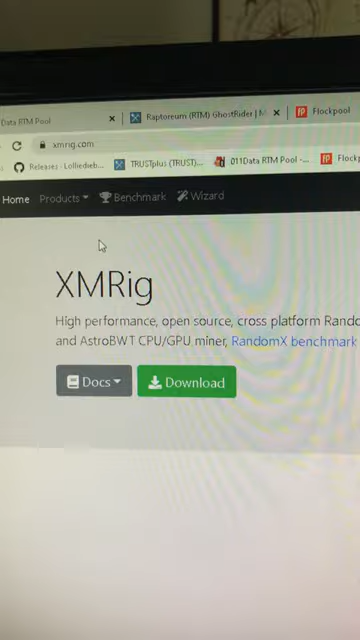 Data RTM Pool
Raptoreum (RTM) GhostRider | M
Flockpool
xmrig.com
Releases · Lolliedieb...
TRUSTplus (TRUST)...
011Data RTM Pool -...
Flockp
Home Products Benchmark Wizard
XMRig
High performance, open source, cross platform Rando
and AstroBWT CPU/GPU miner, RandomX benchmark
Docs
Download